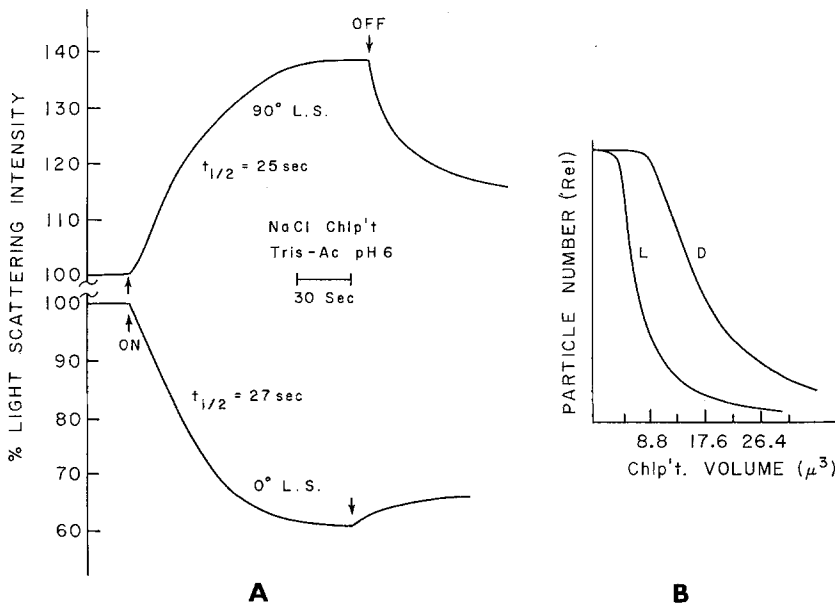 % LIGHT SCATTERING INTENSITY
140
130
120
110
100
100
90
80
70
60
OFF
90° L.S.
t1/2 = 25 sec
NaCl Chlp't
Tris-Ac pH6
30 Sec
ON
t1/2 = 27 sec
0° L.S.
A
PARTICLE NUMBER ('Rel)
L
D
8.8 17.6 26.4
Chlp't. VOLUME (μ³)
B